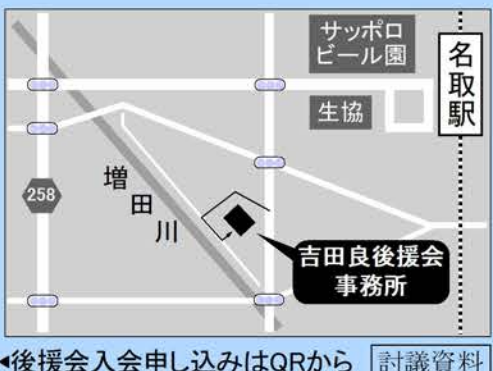 サッポロ
ビール園
名取駅
生協
258
増田川
吉田良後援会
事務所
◂後援会入会申し込みはQRから
討議資料